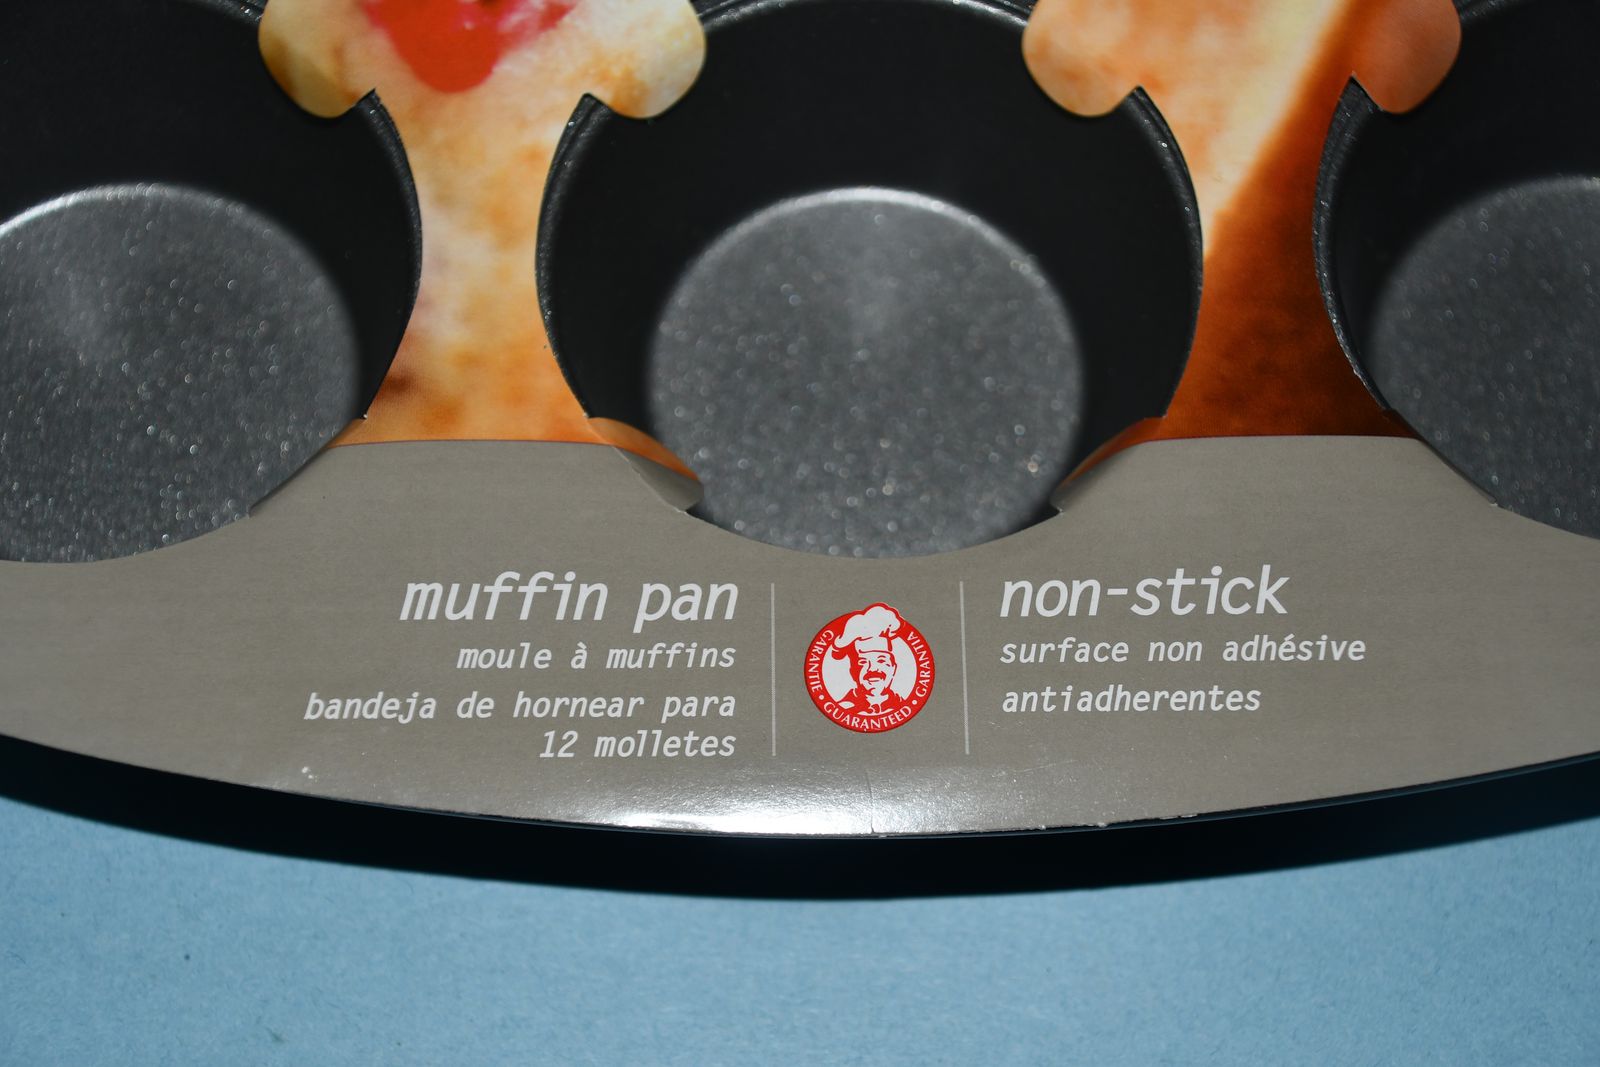 muffin pan
moule à muffins
bandeja de hornear para
12 molletes
GARANTIE • GUARANTEED • GARANTIA
non-stick
surface non adhésive
antiadherentes